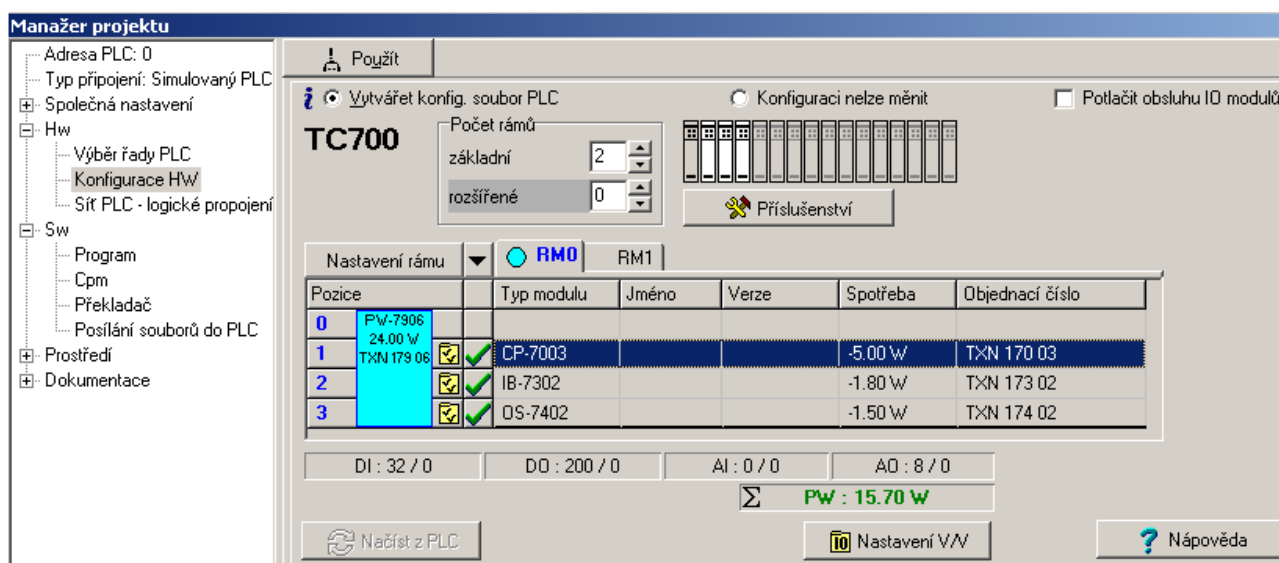 Manažer projektu
Adresa PLC: 0
Typ připojení: Simulovaný PLC
Společná nastavení
Hw
Výběr řady PLC
Konfigurace HW
Síť PLC - logické propojení
Sw
Program
Cpm
Překladač
Posílání souborů do PLC
Prostředí
Dokumentace
Použít
Vytvářet konfig. soubor PLC
Konfiguraci nelze měnit
Potlačit obsluhu IO modulů
TC700
Počet rámů
základní 2
rozšířené 0
Příslušenství
Nastavení rámu RM0 RM1
Pozice Typ modulu Jméno Verze Spotřeba Objednací číslo
0 PW-7906
24.00 W
TXN 179 06
1 CP-7003 -5.00 W TXN 170 03
2 IB-7302 -1.80 W TXN 173 02
3 OS-7402 -1.50 W TXN 174 02
DI : 32 / 0 DO : 200 / 0 AI : 0 / 0 AO : 8 / 0
Σ PW : 15.70 W
Načíst z PLC
IO Nastavení V/V
? Nápověda